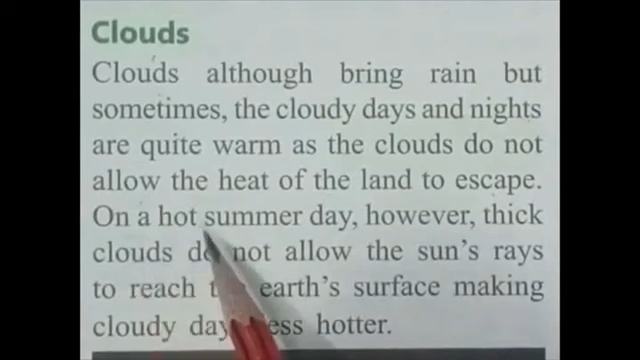 Clouds
Clouds although bring rain but
sometimes, the cloudy days and nights
are quite warm as the clouds do not
allow the heat of the land to escape.
On a hot summer day, however, thick
clouds do not allow the sun's rays
to reach earth's surface making
cloudy day hotter.